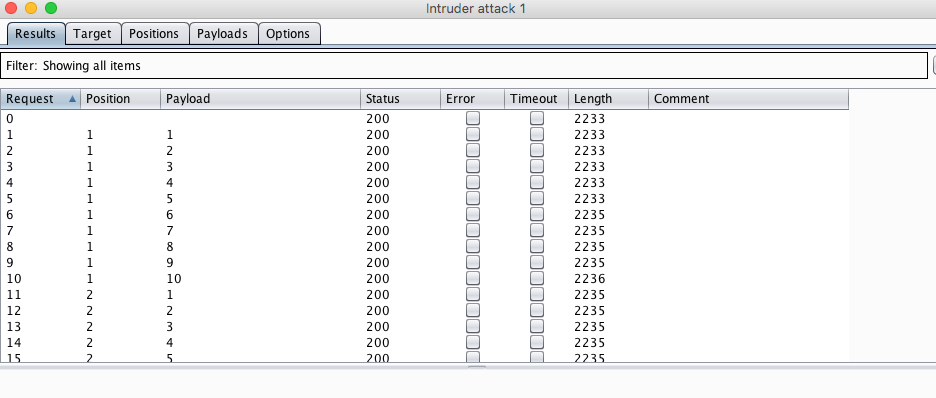 Intruder attack 1
Results Target Positions Payloads Options
Filter: Showing all items
Request Position Payload Status Error Timeout Length Comment
0 200 2233
1 1 1 200 2233
2 1 2 200 2233
3 1 3 200 2233
4 1 4 200 2233
5 1 5 200 2233
6 1 6 200 2235
7 1 7 200 2235
8 1 8 200 2235
9 1 9 200 2235
10 1 10 200 2236
11 2 1 200 2235
12 2 2 200 2235
13 2 3 200 2235
14 2 4 200 2235
15 2 5 200 2235